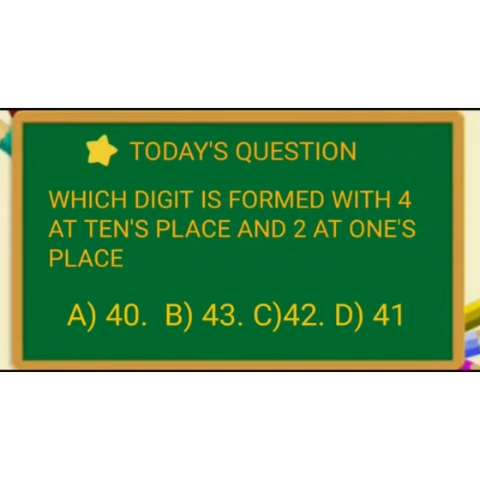 TODAY'S QUESTION
WHICH DIGIT IS FORMED WITH 4
AT TEN'S PLACE AND 2 AT ONE'S
PLACE
A) 40. B) 43. C)42. D) 41